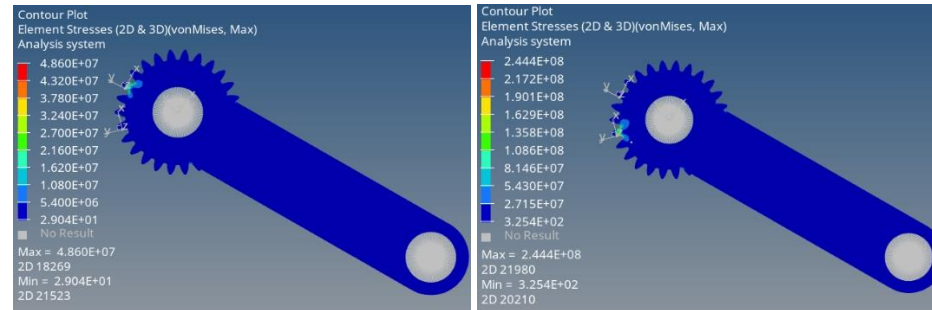 Contour Plot
Element Stresses (2D & 3D)(vonMises, Max)
Analysis system
4.860E+07
4.320E+07
3.780E+07
3.240E+07
2.700E+07
2.160E+07
1.620E+07
1.080E+07
5.400E+06
2.904E+01
No Result
Max = 4.860E+07
2D 18269
Min = 2.904E+01
2D 21523
y x
x
y
Contour Plot
Element Stresses (2D & 3D)(vonMises, Max)
Analysis system
2.444E+08
2.172E+08
1.901E+08
1.629E+08
1.358E+08
1.086E+08
8.146E+07
5.430E+07
2.715E+07
3.254E+02
No Result
Max = 2.444E+08
2D 21980
Min = 3.254E+02
2D 20210
y x
x
y